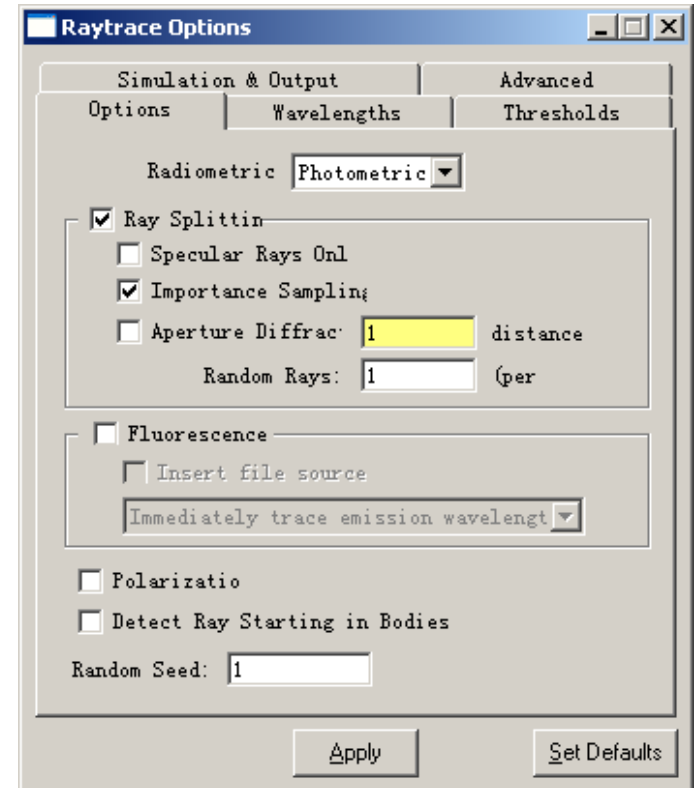 Raytrace Options
Simulation & Output Advanced
Options Wavelengths Thresholds
Radiometric Photometric
Ray Splittin
Specular Rays Onl
Importance Sampling
Aperture Diffrac 1 distance
Random Rays: 1 (per
Fluorescence
Insert file source
Immediately trace emission wavelengt
Polarizatio
Detect Ray Starting in Bodies
Random Seed: 1
Apply Set Defaults